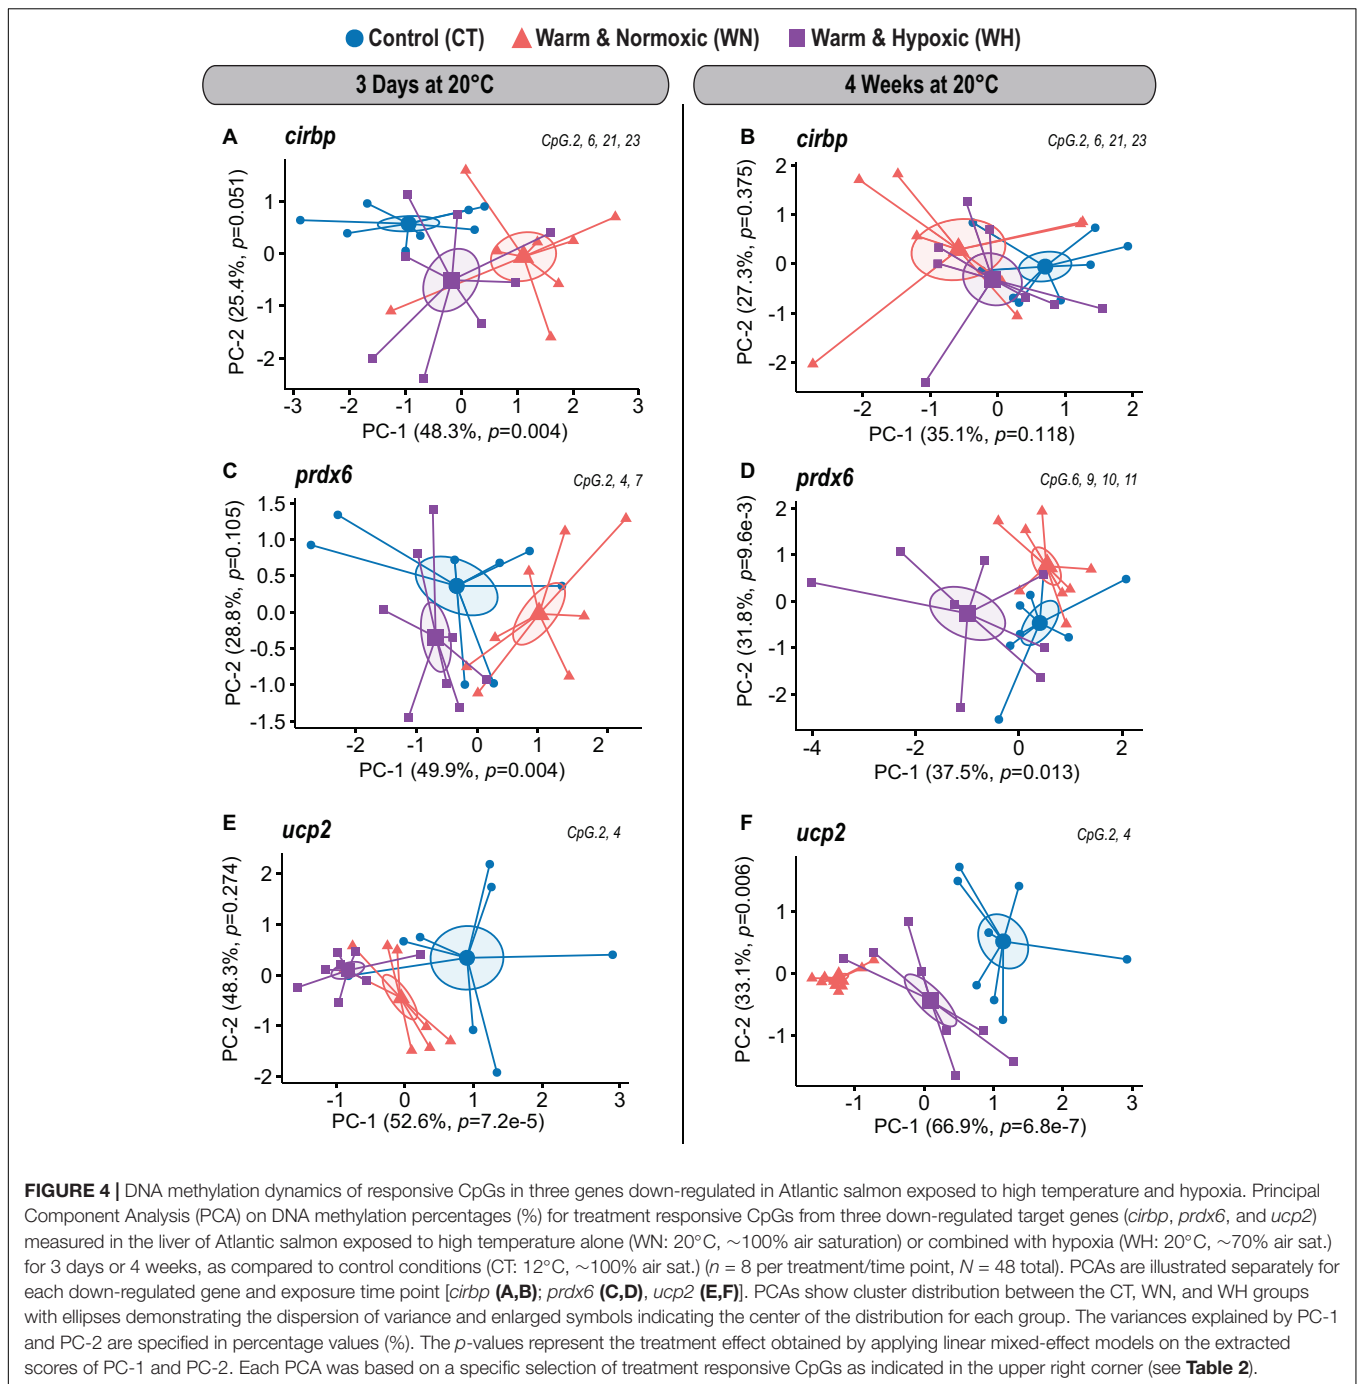 Control (CT) Warm & Normoxic (WN) Warm & Hypoxic (WH)
3 Days at 20°C
4 Weeks at 20°C
A cirbp CpG.2, 6, 21, 23
PC-2 (25.4%, p=0.051)
1
0
-1
-2
-3 -2 -1 0 1 2 3
PC-1 (48.3%, p=0.004)
B cirbp CpG.2, 6, 21, 23
PC-2 (27.3%, p=0.375)
2
1
0
-1
-2
-2 -1 0 1 2
PC-1 (35.1%, p=0.118)
C prdx6 CpG.2, 4, 7
PC-2 (28.8%, p=0.105)
1.5
1.0
0.5
0.0
-0.5
-1.0
-1.5
-2 -1 0 1 2
PC-1 (49.9%, p=0.004)
D prdx6 CpG.6, 9, 10, 11
PC-2 (31.8%, p=9.6e-3)
2
1
0
-1
-2
-4 -2 0 2
PC-1 (37.5%, p=0.013)
E ucp2 CpG.2, 4
PC-2 (48.3%, p=0.274)
2
1
0
-1
-2
-1 0 1 2 3
PC-1 (52.6%, p=7.2e-5)
F ucp2 CpG.2, 4
PC-2 (33.1%, p=0.006)
1
0
-1
-1 0 1 2 3
PC-1 (66.9%, p=6.8e-7)
FIGURE 4 | DNA methylation dynamics of responsive CpGs in three genes down-regulated in Atlantic salmon exposed to high temperature and hypoxia. Principal
Component Analysis (PCA) on DNA methylation percentages (%) for treatment responsive CpGs from three down-regulated target genes (cirbp, prdx6, and ucp2)
measured in the liver of Atlantic salmon exposed to high temperature alone (WN: 20°C, ~100% air saturation) or combined with hypoxia (WH: 20°C, ~70% air sat.)
for 3 days or 4 weeks, as compared to control conditions (CT: 12°C, ~100% air sat.) (n = 8 per treatment/time point, N = 48 total). PCAs are illustrated separately for
each down-regulated gene and exposure time point [cirbp (A,B); prdx6 (C,D), ucp2 (E,F)]. PCAs show cluster distribution between the CT, WN, and WH groups
with ellipses demonstrating the dispersion of variance and enlarged symbols indicating the center of the distribution for each group. The variances explained by PC-1
and PC-2 are specified in percentage values (%). The p-values represent the treatment effect obtained by applying linear mixed-effect models on the extracted
scores of PC-1 and PC-2. Each PCA was based on a specific selection of treatment responsive CpGs as indicated in the upper right corner (see Table 2).